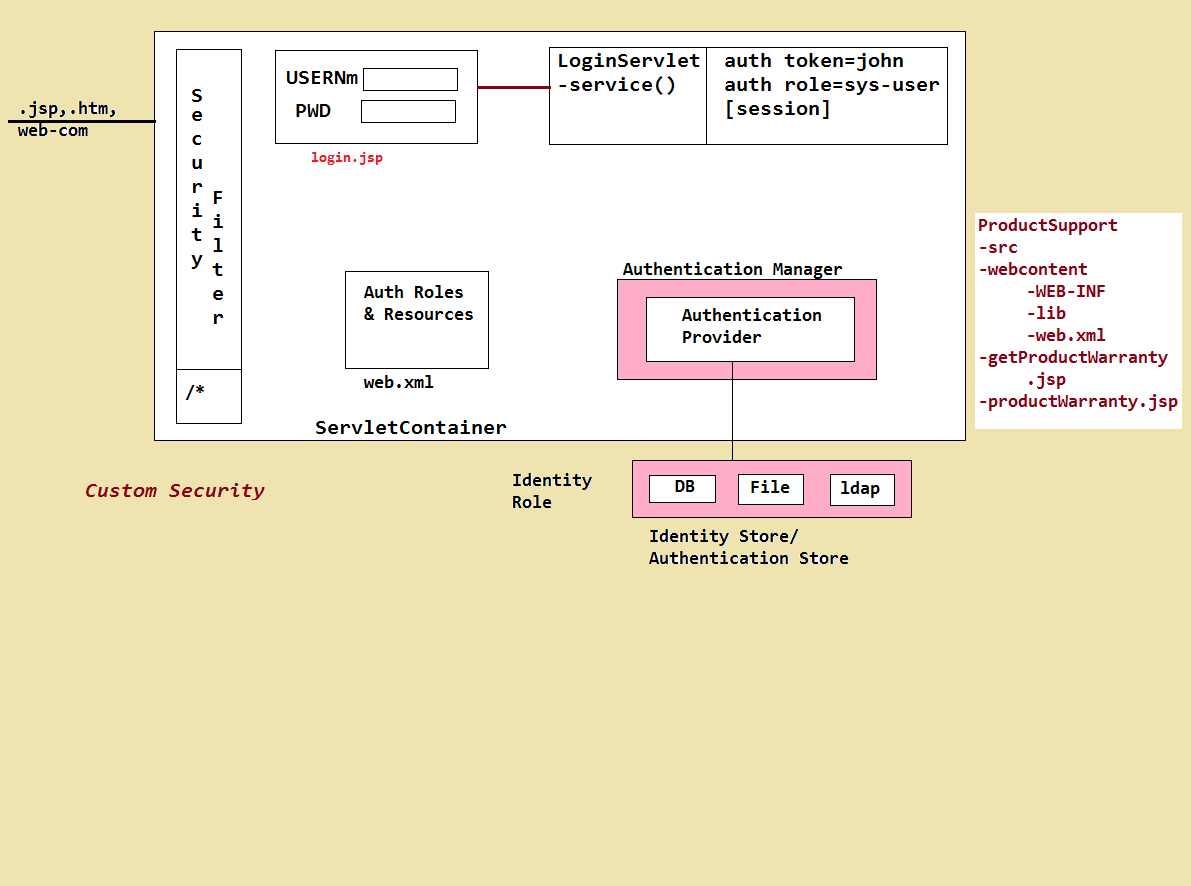 .jsp,.htm,
web-com
Security
Filter
/*
USERNm
PWD
login.jsp
LoginServlet
-service()
auth token=john
auth role=sys-user
[session]
Auth Roles
& Resources
web.xml
Authentication Manager
Authentication
Provider
ServletContainer
ProductSupport
-src
-webcontent
-WEB-INF
-lib
-web.xml
-getProductWarranty
.jsp
-productWarranty.jsp
Custom Security
Identity
Role
DB
File
ldap
Identity Store/
Authentication Store